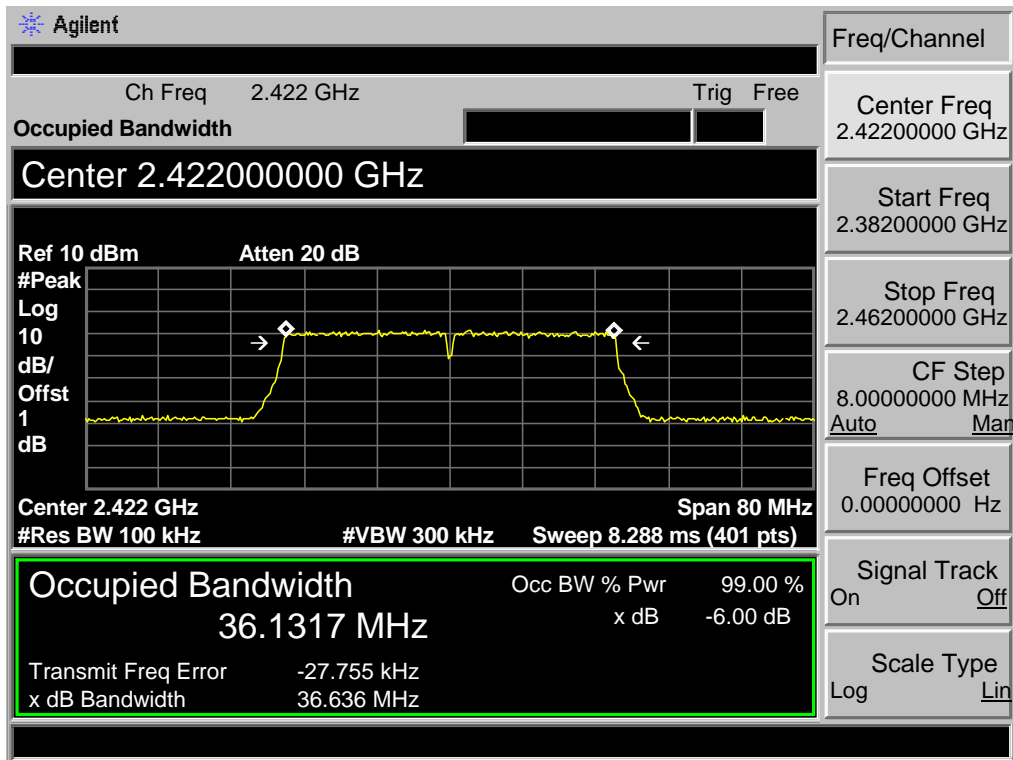 Agilent
Freq/Channel
Ch Freq 2.422 GHz Trig Free
Occupied Bandwidth
Center 2.422000000 GHz
Ref 10 dBm Atten 20 dB
#Peak
Log
10
dB/
Offst
1
dB
Center 2.422 GHz Span 80 MHz
#Res BW 100 kHz #VBW 300 kHz Sweep 8.288 ms (401 pts)
Occupied Bandwidth Occ BW % Pwr 99.00 %
36.1317 MHz x dB -6.00 dB
Transmit Freq Error -27.755 kHz
x dB Bandwidth 36.636 MHz
Center Freq
2.42200000 GHz
Start Freq
2.38200000 GHz
Stop Freq
2.46200000 GHz
CF Step
8.00000000 MHz
Auto Man
Freq Offset
0.00000000 Hz
Signal Track
On Off
Scale Type
Log Lin